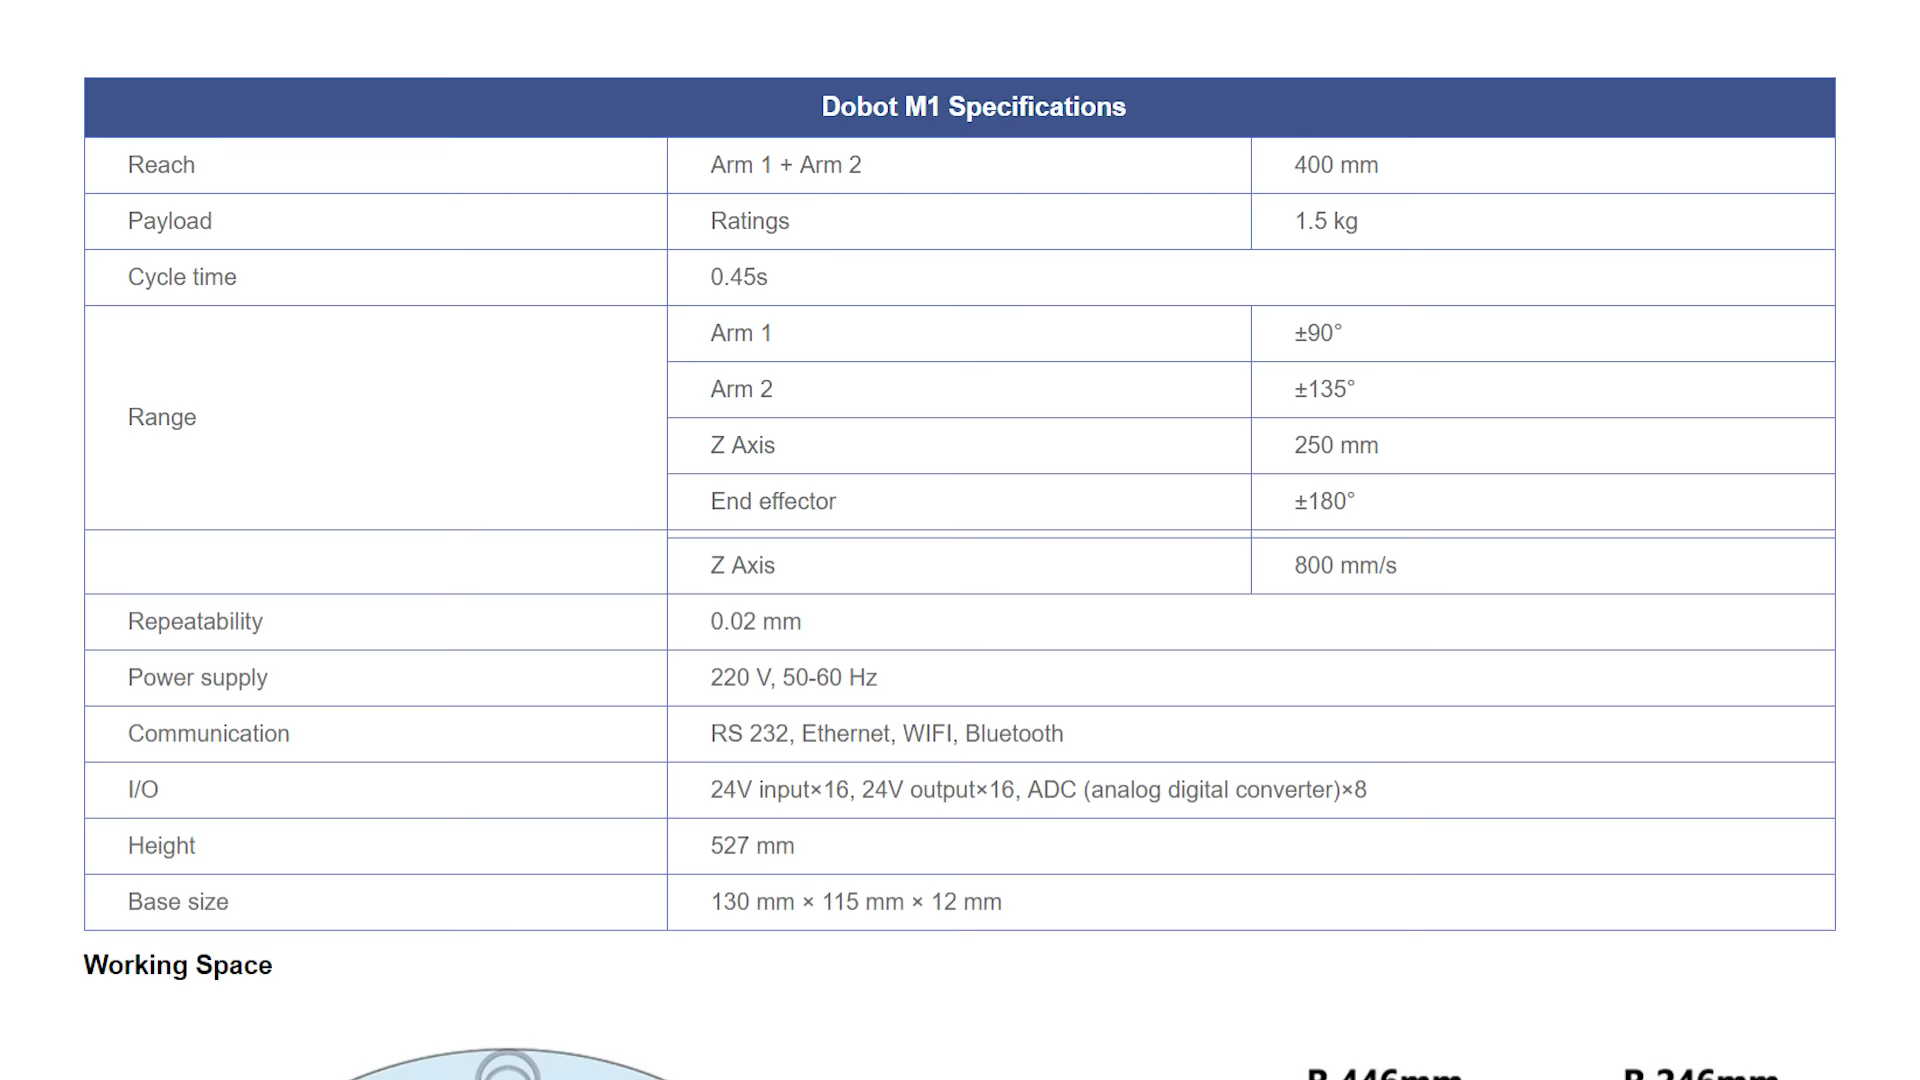 Dobot M1 Specifications
Reach Arm 1 + Arm 2 400 mm
Payload Ratings 1.5 kg
Cycle time 0.45s
Range
Arm 1 ±90°
Arm 2 ±135°
Z Axis 250 mm
End effector ±180°
Z Axis 800 mm/s
Repeatability 0.02 mm
Power supply 220 V, 50-60 Hz
Communication RS 232, Ethernet, WIFI, Bluetooth
I/O 24V input×16, 24V output×16, ADC (analog digital converter)×8
Height 527 mm
Base size 130 mm × 115 mm × 12 mm
Working Space